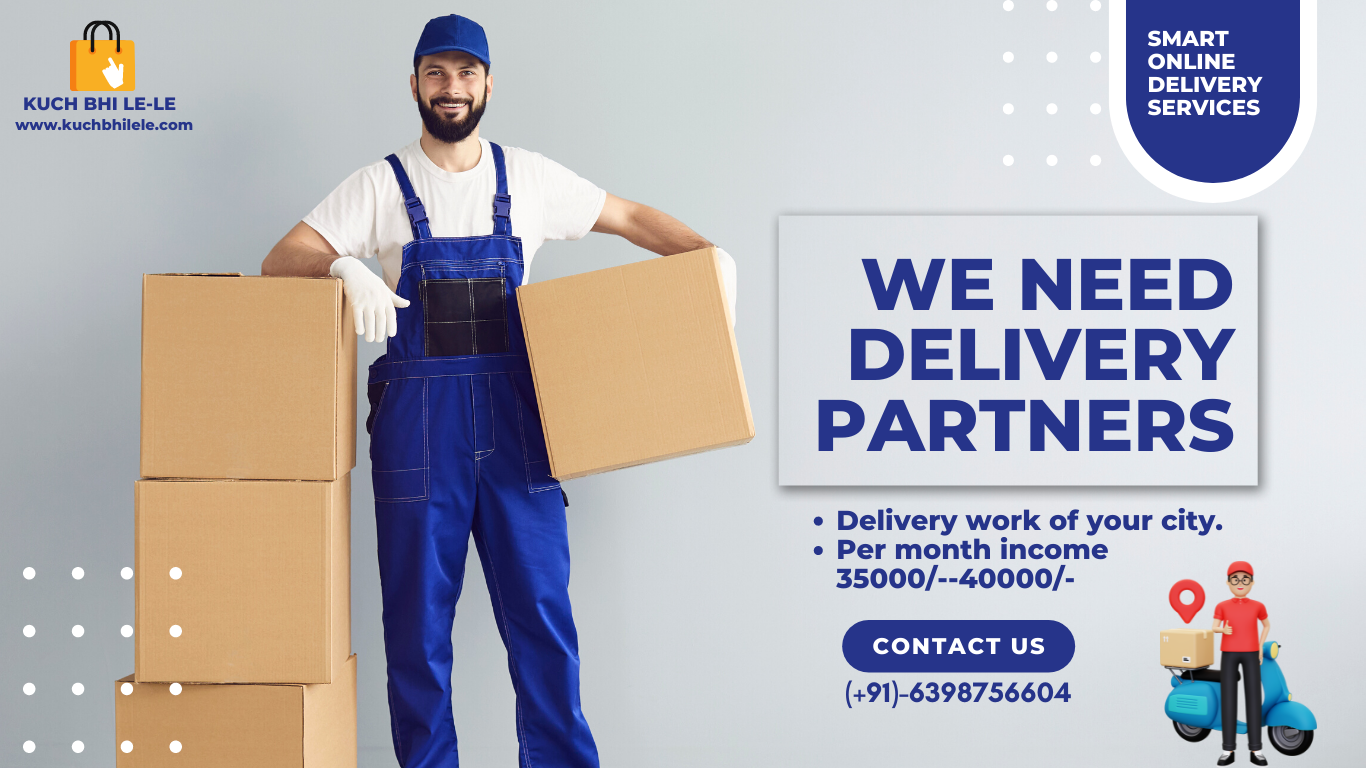 KUCH BHI LE-LE
www.kuchbhilele.com
SMART
ONLINE
DELIVERY
SERVICES
WE NEED
DELIVERY
PARTNERS
• Delivery work of your city.
• Per month income
35000/--40000/-
CONTACT US
(+91)-6398756604